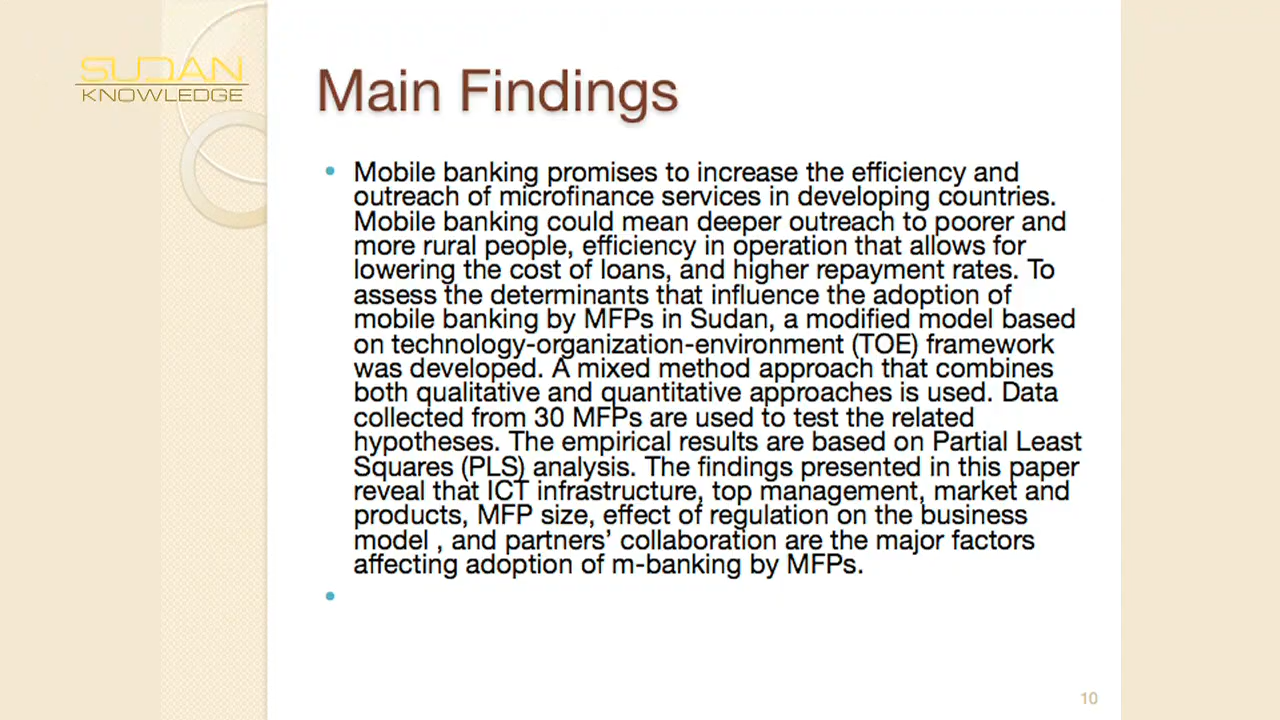 SUDAN
KNOWLEDGE
Main Findings
• Mobile banking promises to increase the efficiency and
outreach of microfinance services in developing countries.
Mobile banking could mean deeper outreach to poorer and
more rural people, efficiency in operation that allows for
lowering the cost of loans, and higher repayment rates. To
assess the determinants that influence the adoption of
mobile banking by MFPs in Sudan, a modified model based
on technology-organization-environment (TOE) framework
was developed. A mixed method approach that combines
both qualitative and quantitative approaches is used. Data
collected from 30 MFPs are used to test the related
hypotheses. The empirical results are based on Partial Least
Squares (PLS) analysis. The findings presented in this paper
reveal that ICT infrastructure, top management, market and
products, MFP size, effect of regulation on the business
model , and partners’ collaboration are the major factors
affecting adoption of m-banking by MFPs.
•
10